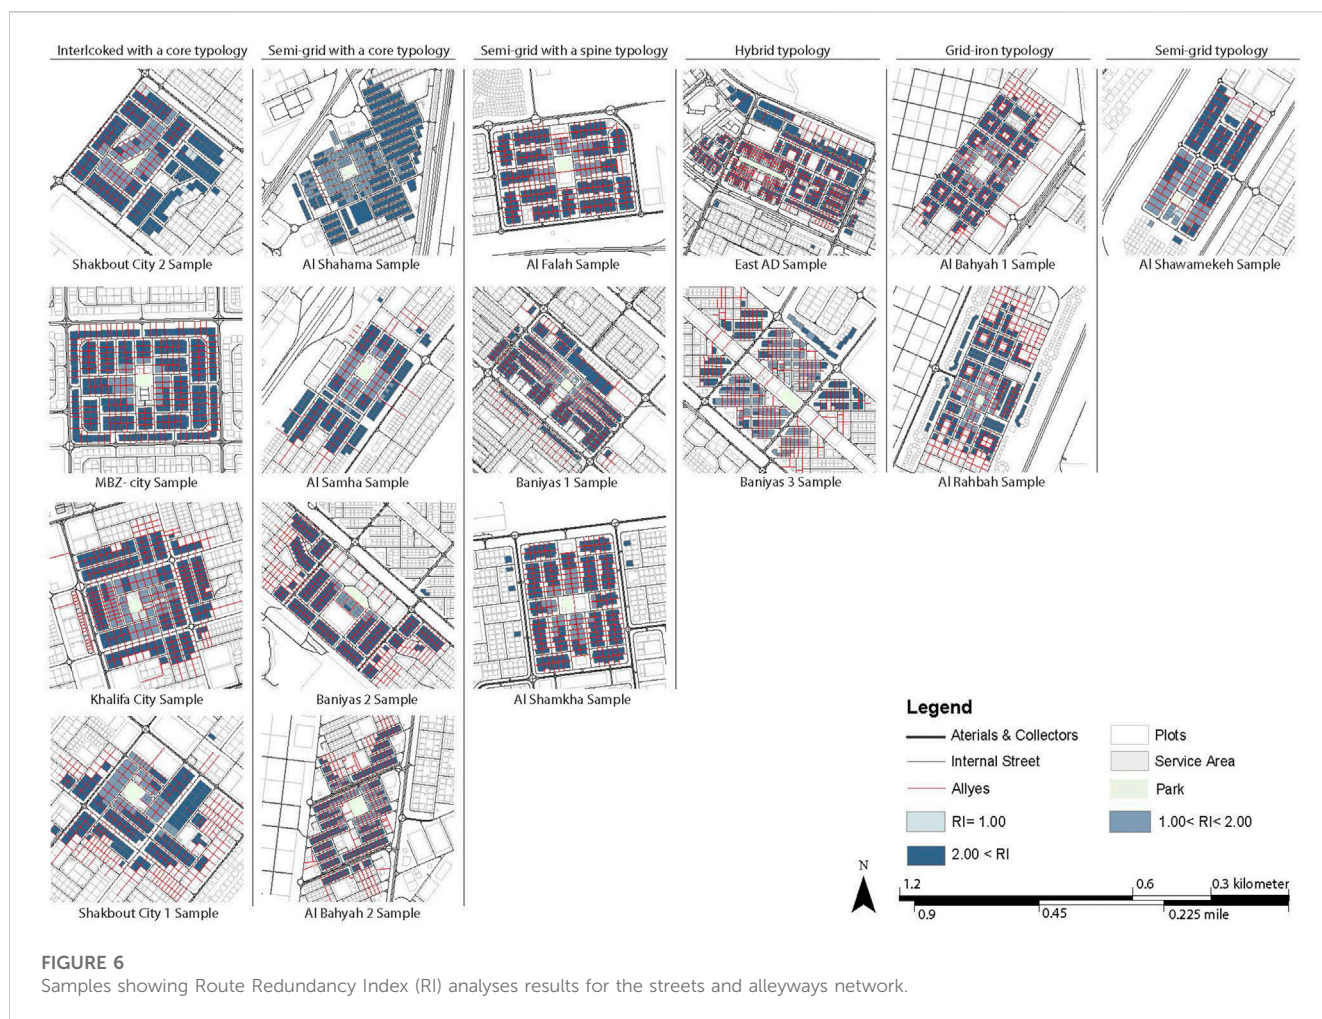 Interlcoked with a core typology
Semi-grid with a core typology
Semi-grid with a spine typology
Hybrid typology
Grid-iron typology
Semi-grid typology
Shakbout City 2 Sample
Al Shahama Sample
Al Falah Sample
East AD Sample
Al Bahyah 1 Sample
Al Shawamekeh Sample
MBZ- city Sample
Al Samha Sample
Baniyas 1 Sample
Baniyas 3 Sample
Al Rahbah Sample
Khalifa City Sample
Baniyas 2 Sample
Al Shamkha Sample
Shakbout City 1 Sample
Al Bahyah 2 Sample
Legend
Aterials & Collectors
Plots
Internal Street
Service Area
Allyes
Park
RI= 1.00
1.00< RI< 2.00
2.00 < RI
N
1.2 0.6 0.3 kilometer
0.9 0.45 0.225 mile
FIGURE 6
Samples showing Route Redundancy Index (RI) analyses results for the streets and alleyways network.